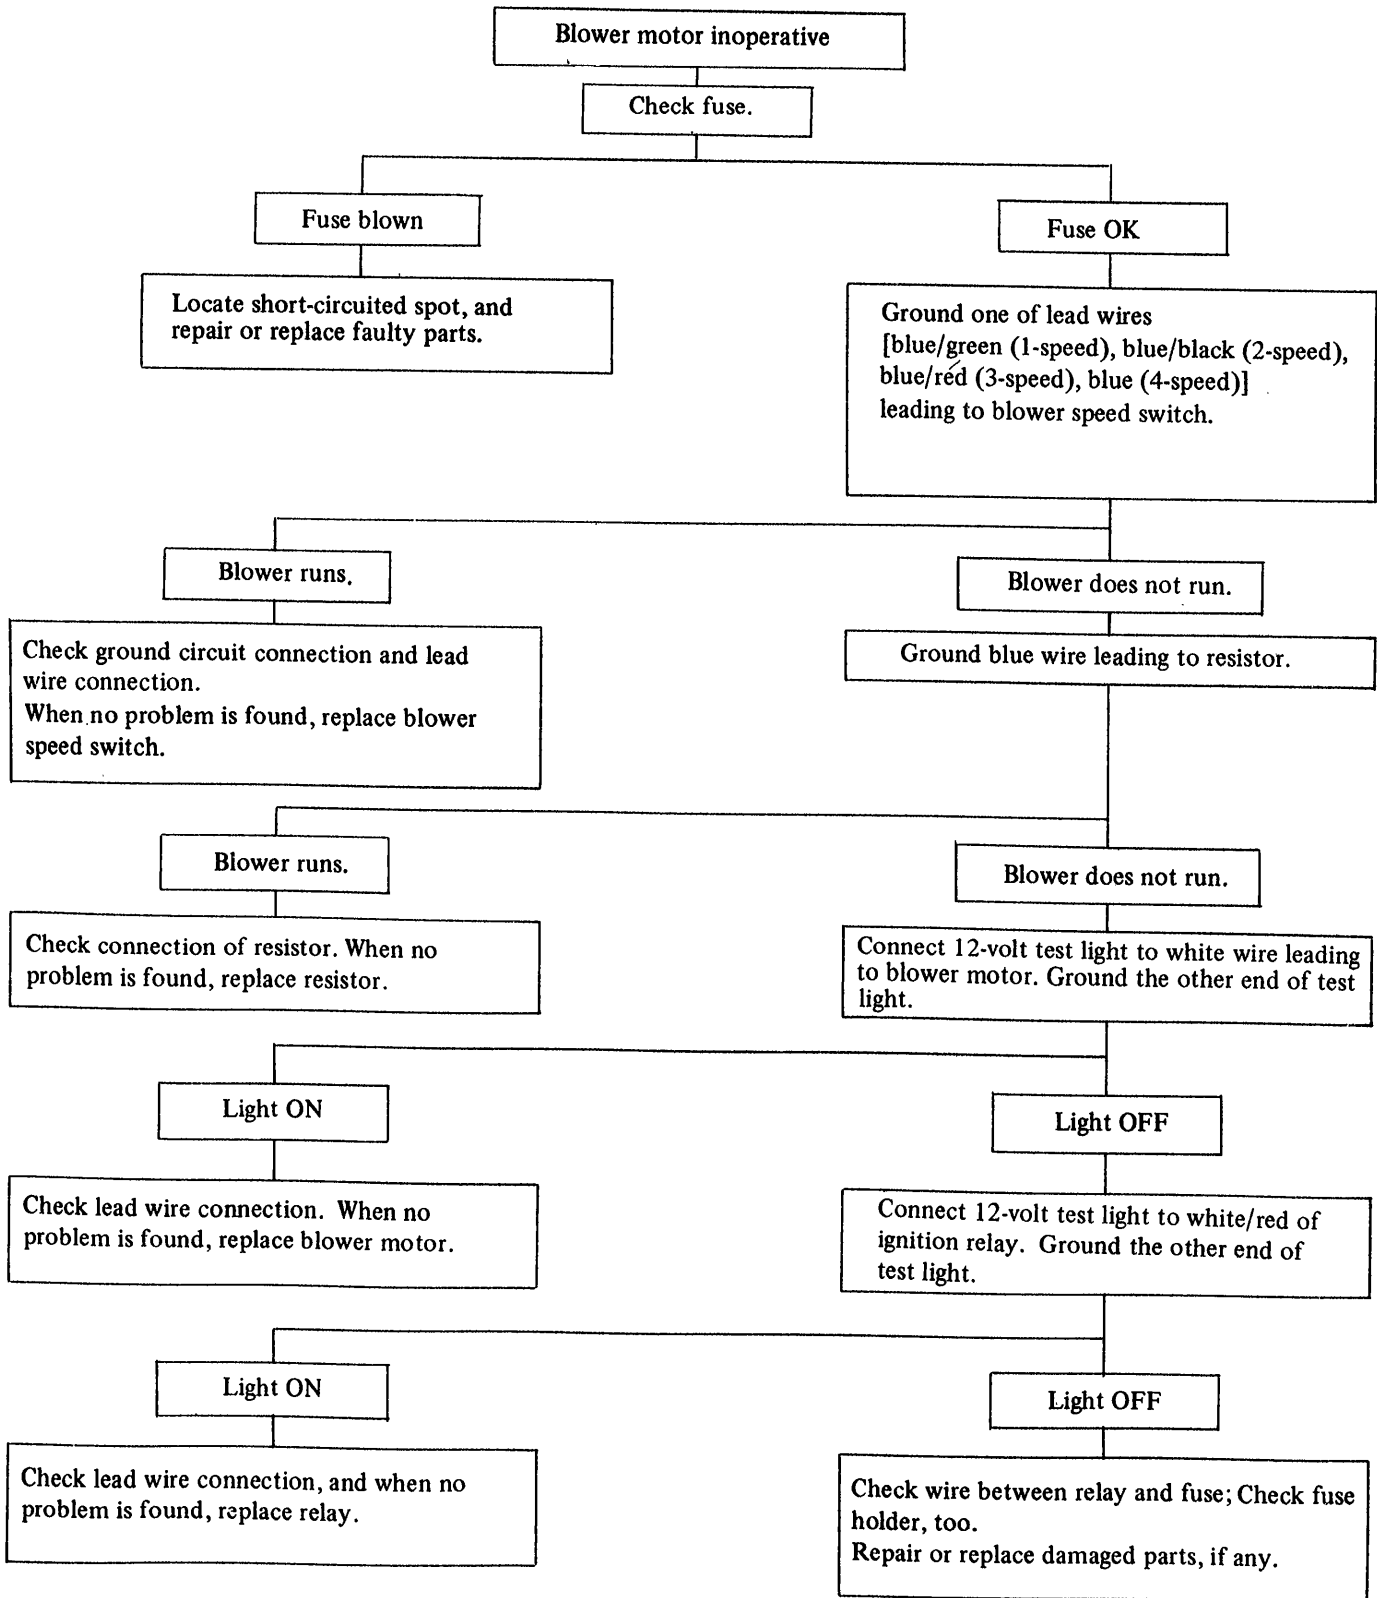 Blower motor inoperative
Check fuse.
Fuse blown
Fuse OK
Locate short-circuited spot, and
repair or replace faulty parts.
Ground one of lead wires
[blue/green (1-speed), blue/black (2-speed),
blue/red (3-speed), blue (4-speed)]
leading to blower speed switch.
Blower runs.
Blower does not run.
Check ground circuit connection and lead
wire connection.
When no problem is found, replace blower
speed switch.
Ground blue wire leading to resistor.
Blower runs.
Blower does not run.
Check connection of resistor. When no
problem is found, replace resistor.
Connect 12-volt test light to white wire leading
to blower motor. Ground the other end of test
light.
Light ON
Light OFF
Check lead wire connection. When no
problem is found, replace blower motor.
Connect 12-volt test light to white/red of
ignition relay. Ground the other end of
test light.
Light ON
Light OFF
Check lead wire connection, and when no
problem is found, replace relay.
Check wire between relay and fuse; Check fuse
holder, too.
Repair or replace damaged parts, if any.